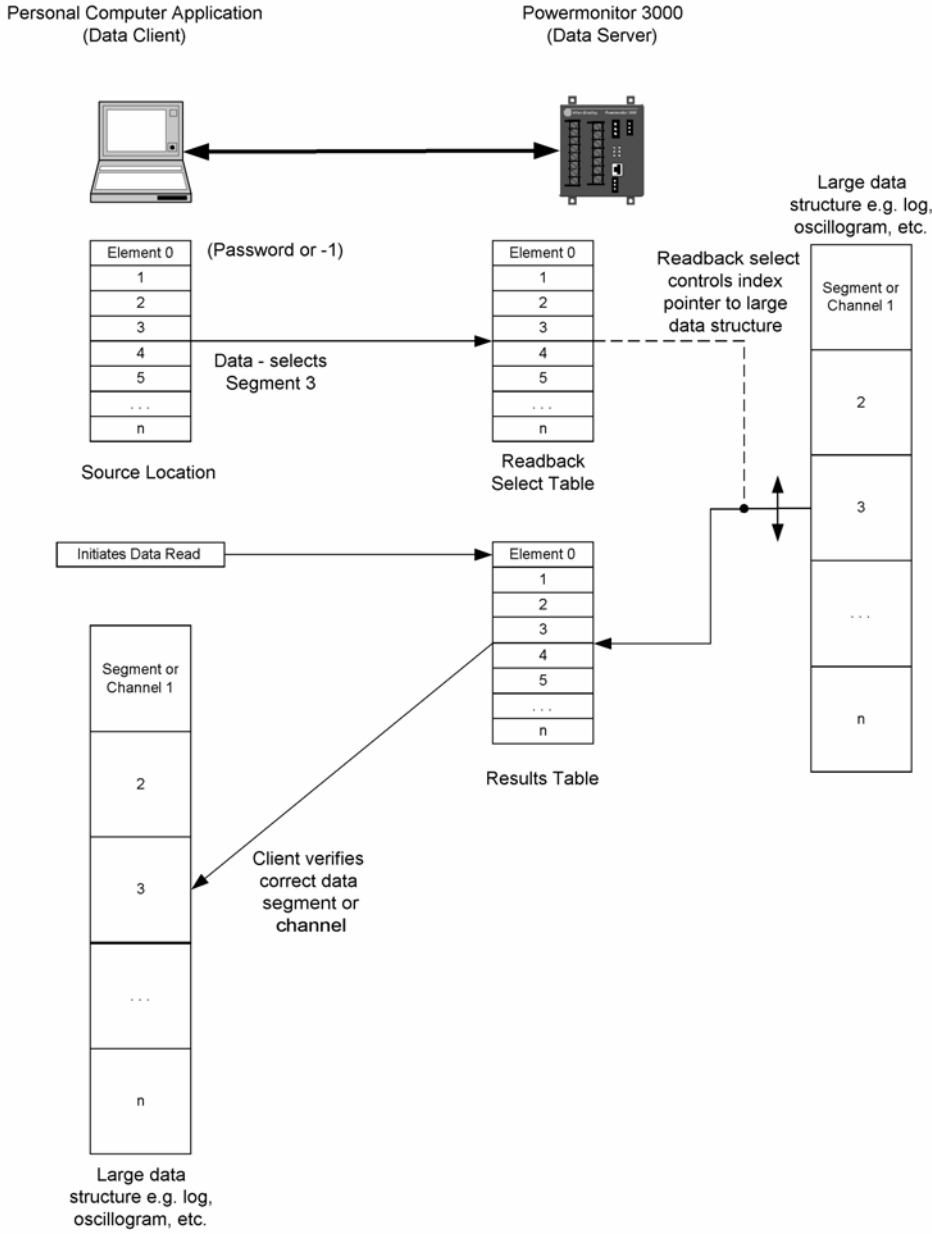 Personal Computer Application
(Data Client)
Powermonitor 3000
(Data Server)
Large data
structure e.g. log,
oscillogram, etc.
Element 0
1
2
3
4
5
. . .
n
Source Location
(Password or -1)
Data - selects
Segment 3
Element 0
1
2
3
4
5
. . .
n
Readback
Select Table
Readback select
controls index
pointer to large
data structure
Segment or
Channel 1
2
3
. . .
n
Initiates Data Read
Element 0
1
2
3
4
5
. . .
n
Results Table
Segment or
Channel 1
2
3
. . .
n
Client verifies
correct data
segment or
channel
Large data
structure e.g. log,
oscillogram, etc.